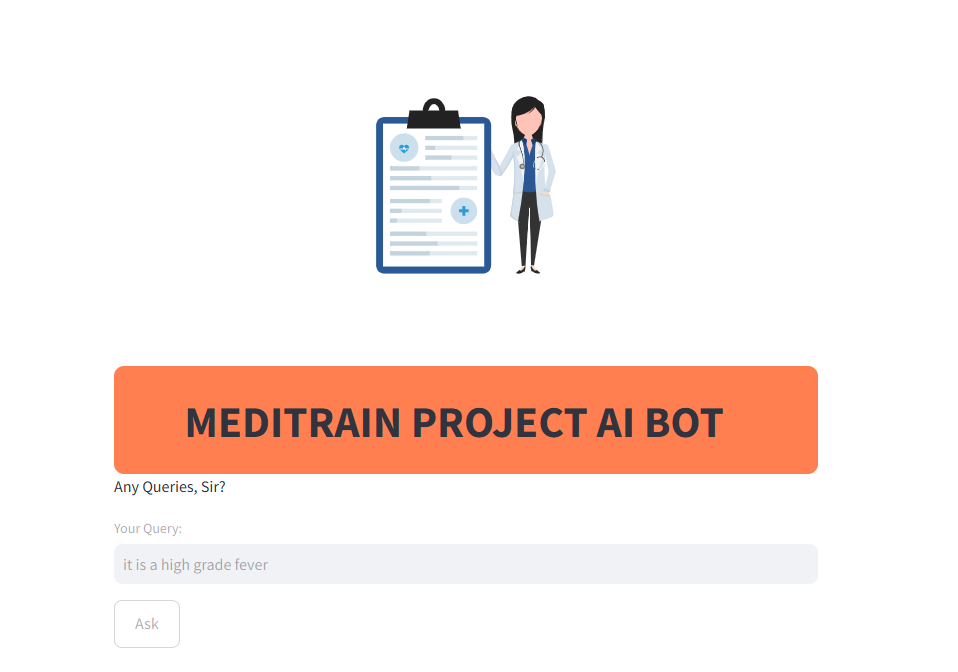 MEDITRAIN PROJECT AI BOT
Any Queries, Sir?
Your Query:
it is a high grade fever
Ask